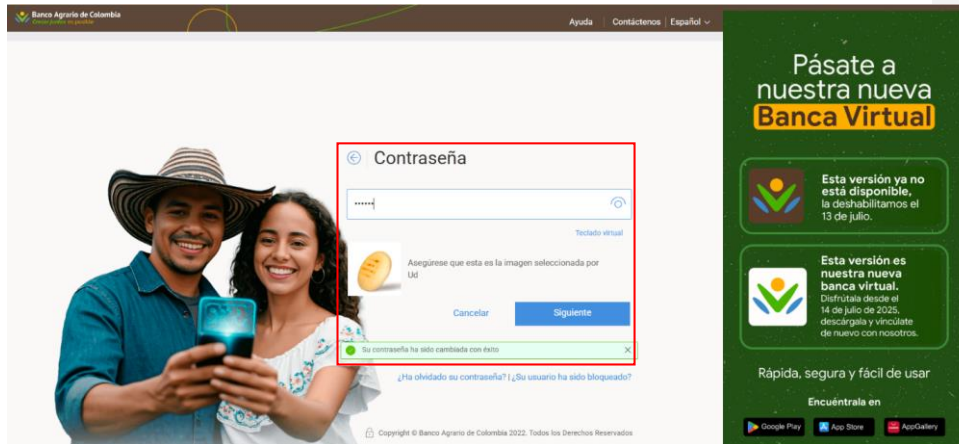 Banco Agrario de Colombia
Ayuda | Contáctenos | Español
Contraseña
Teclado virtual
Asegúrese que esta es la imagen seleccionada por
Ud
Cancelar
Siguiente
Su contraseña ha sido cambiada con éxito
¿Ha olvidado su contraseña? | ¿Su usuario ha sido bloqueado?
Copyright © Banco Agrario de Colombia 2022. Todos los Derechos Reservados
Pásate a
nuestra nueva
Banca Virtual
Esta versión ya no
está disponible,
la deshabilitamos el
13 de julio.
Esta versión es
nuestra nueva
banca virtual.
Disfrútala desde el
14 de julio de 2025,
descárgala y vincúlate
de nuevo con nosotros.
Rápida, segura y fácil de usar
Encuéntrala en
Google Play
App Store
AppGallery